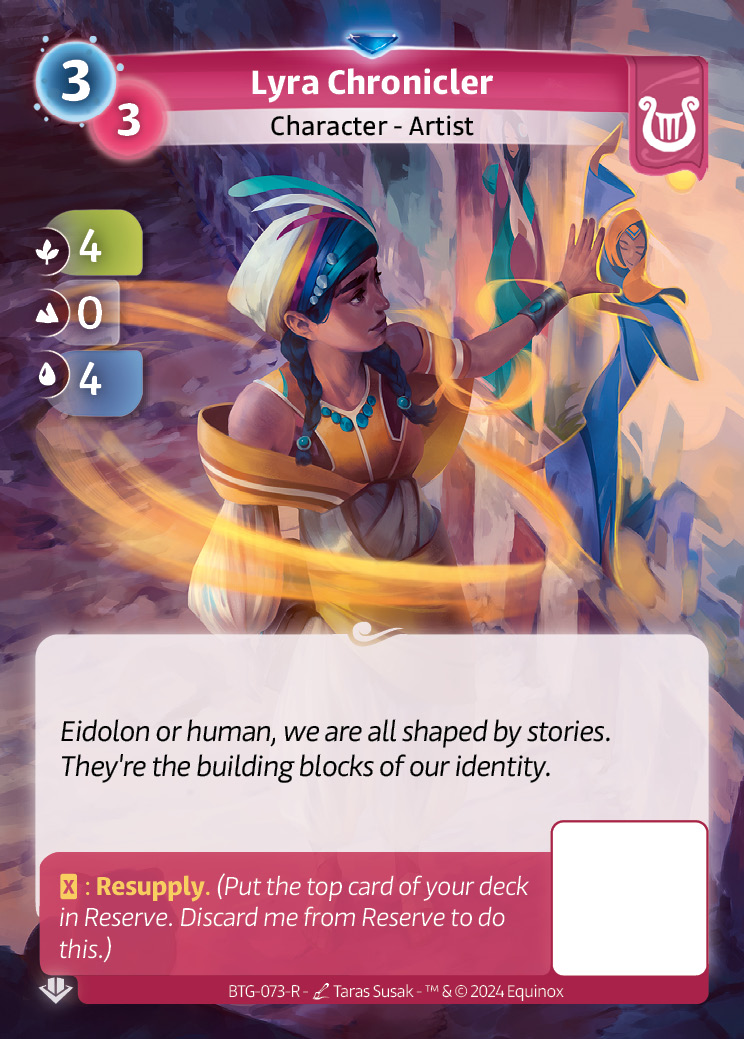 3
Lyra Chronicler
3
Character - Artist
4
0
4
Eidolon or human, we are all shaped by stories.
They're the building blocks of our identity.
X : Resupply. (Put the top card of your deck
in Reserve. Discard me from Reserve to do
this.)
BTG-073-R - Taras Susak - ™ & © 2024 Equinox